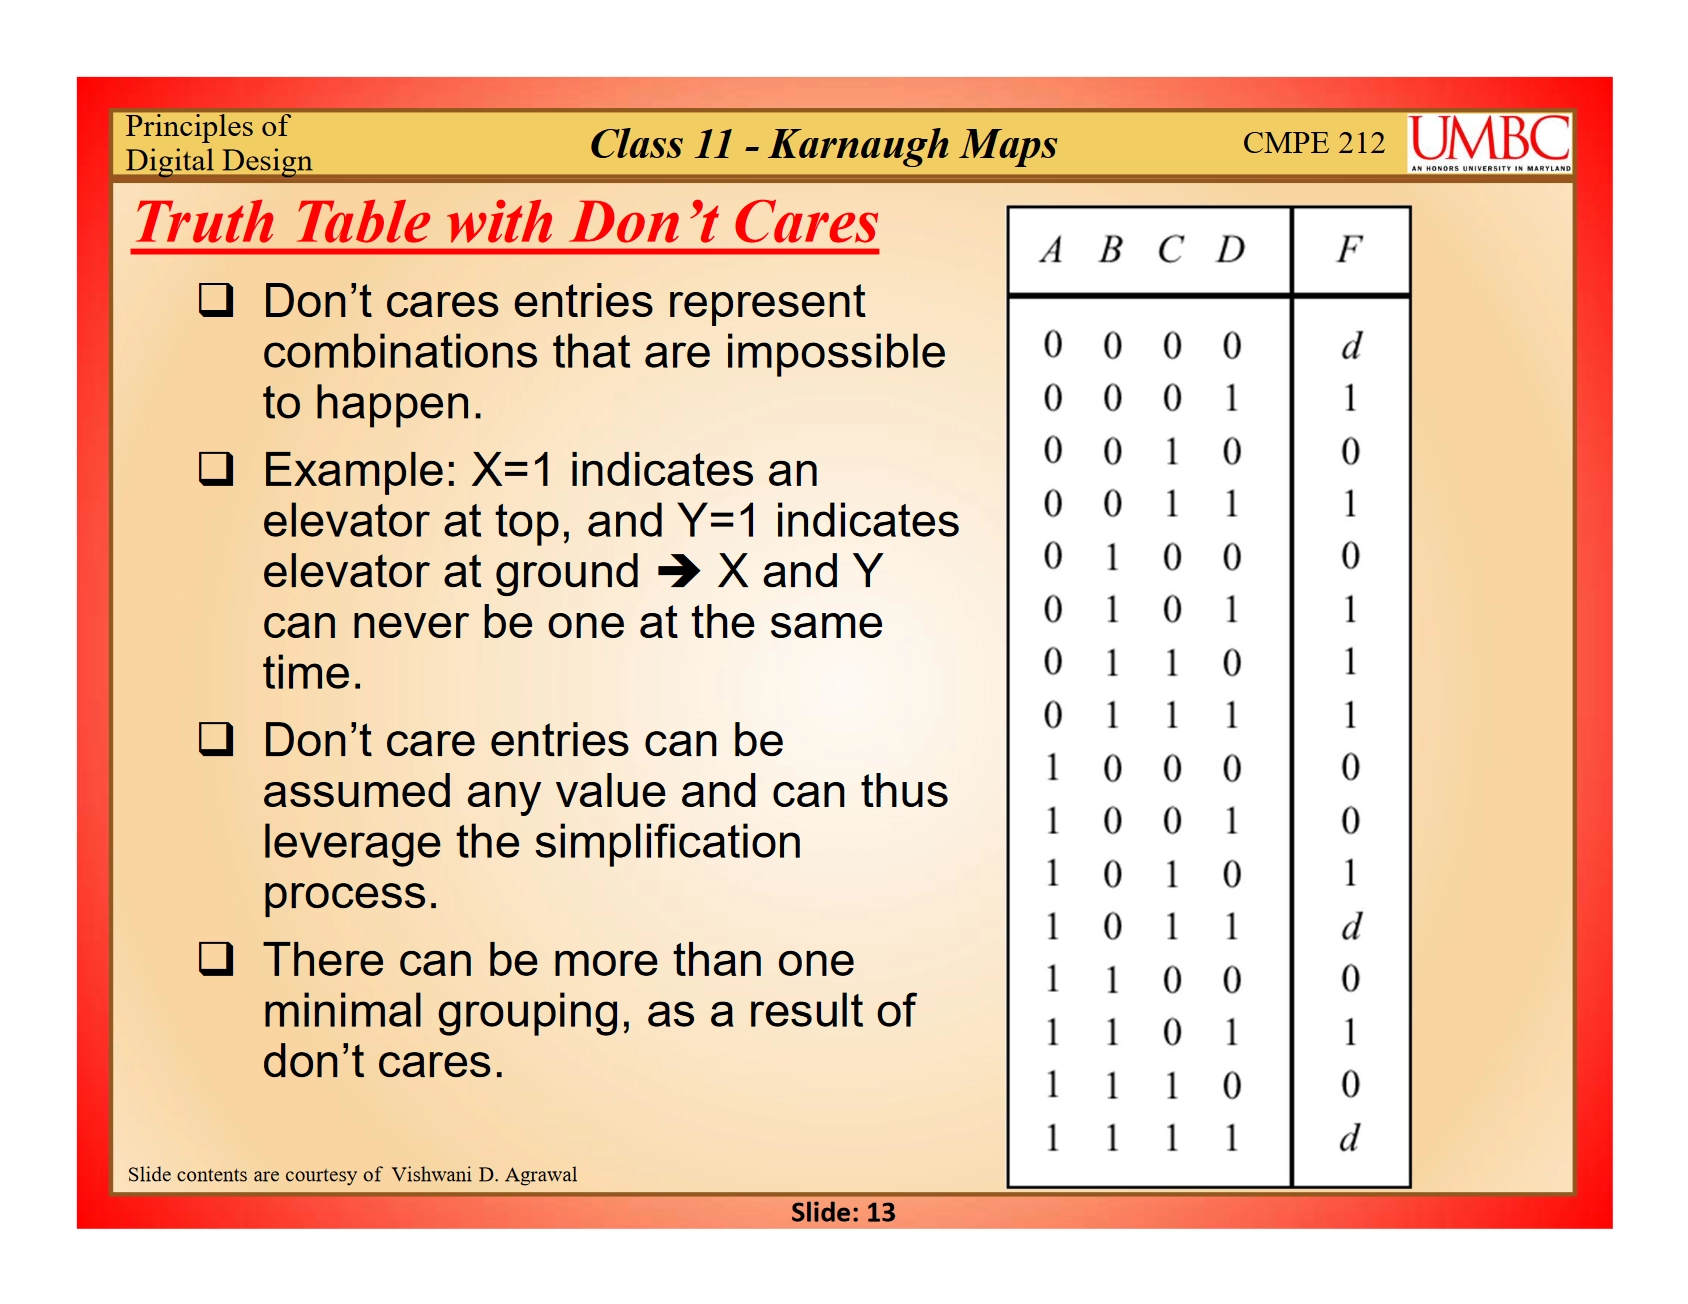 Principles of
Digital Design
Class 11 - Karnaugh Maps
CMPE 212
UMBC
AN HONORS UNIVERSITY IN MARYLAND
Truth Table with Don’t Cares
❑ Don’t cares entries represent
combinations that are impossible
to happen.
❑ Example: X=1 indicates an
elevator at top, and Y=1 indicates
elevator at ground ➔ X and Y
can never be one at the same
time.
❑ Don’t care entries can be
assumed any value and can thus
leverage the simplification
process.
❑ There can be more than one
minimal grouping, as a result of
don’t cares.
A B C D F
0 0 0 0 d
0 0 0 1 1
0 0 1 0 0
0 0 1 1 1
0 1 0 0 0
0 1 0 1 1
0 1 1 0 1
0 1 1 1 1
1 0 0 0 0
1 0 0 1 0
1 0 1 0 1
1 0 1 1 d
1 1 0 0 0
1 1 0 1 1
1 1 1 0 0
1 1 1 1 d
Slide contents are courtesy of Vishwani D. Agrawal
Slide: 13